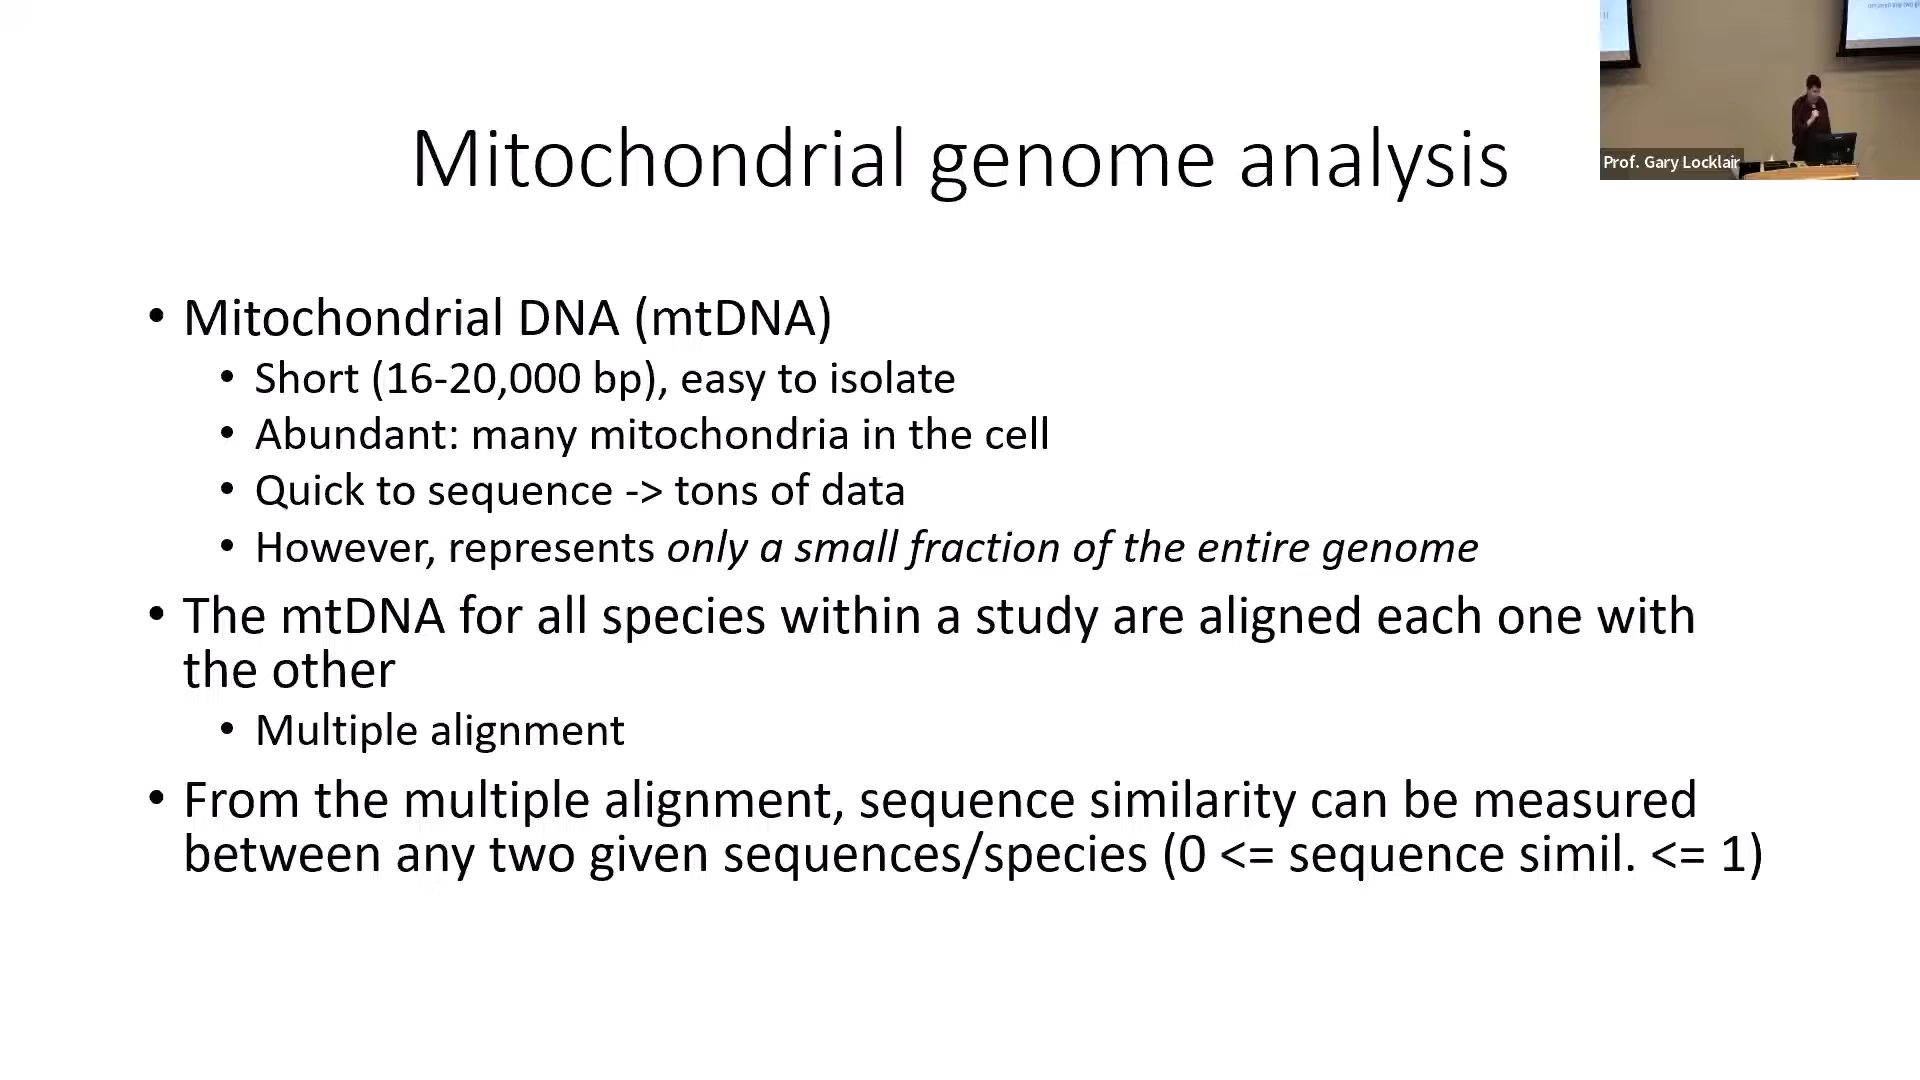 Mitochondrial genome analysis
Prof. Gary Locklair
• Mitochondrial DNA (mtDNA)
• Short (16-20,000 bp), easy to isolate
• Abundant: many mitochondria in the cell
• Quick to sequence -> tons of data
• However, represents only a small fraction of the entire genome
• The mtDNA for all species within a study are aligned each one with
the other
• Multiple alignment
• From the multiple alignment, sequence similarity can be measured
between any two given sequences/species (0 <= sequence simil. <= 1)